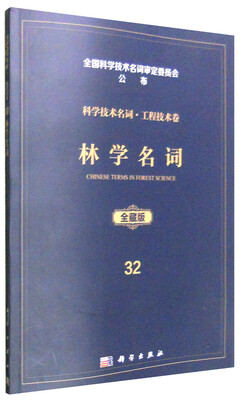 全国科学技术名词审定委员会
公布
科学技术名词·工程技术卷
林学名词
CHINESE TERMS IN FOREST SCIENCE
全藏版
32
科学出版社